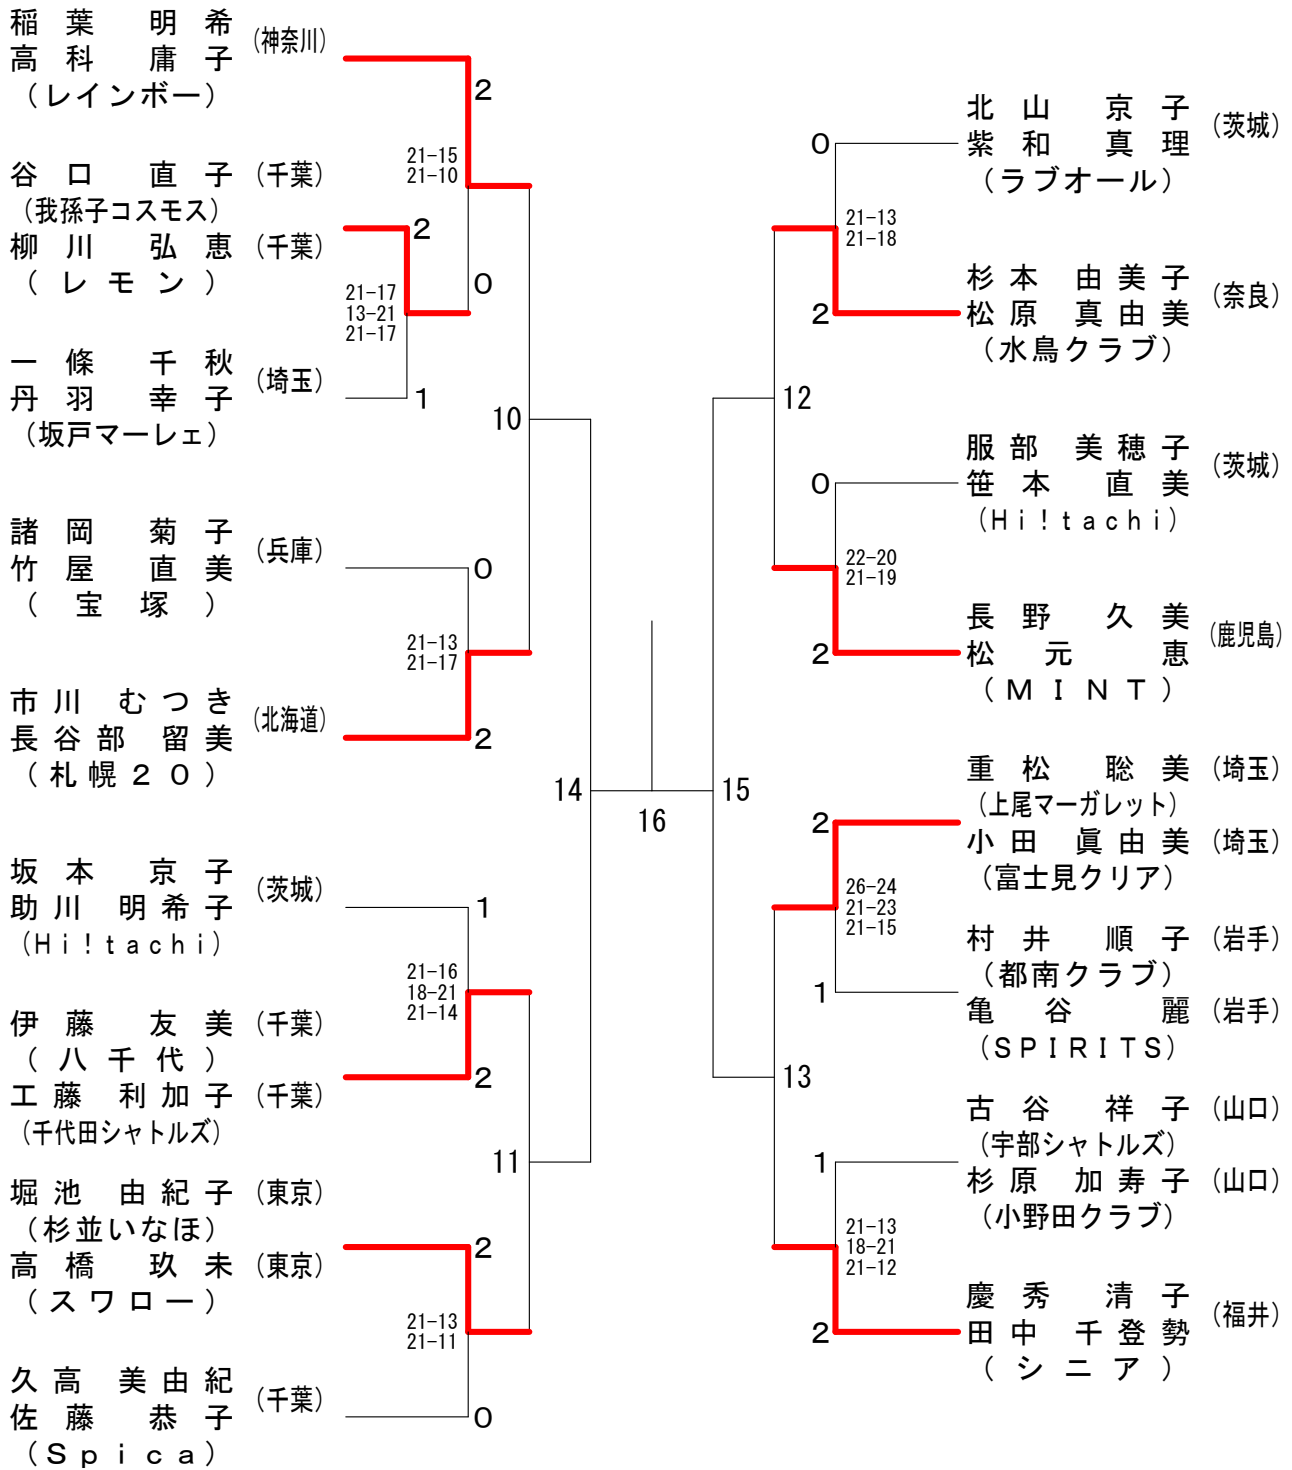 稲葉 明希
高科 庸子
(神奈川)
(レインボー)
2
21-15
21-10
谷口 直子 (千葉)
(我孫子コスモス)
柳川 弘恵 (千葉)
(レモン)
2
0
21-17
13-21
21-17
一條 千秋
丹羽 幸子
(埼玉)
(坂戸マーレェ)
1
10
諸岡 菊子
竹屋 直美
(兵庫)
(宝塚)
0
21-13
21-17
市川 むつき
長谷部 留美
(北海道)
(札幌20)
2
14
坂本 京子
助川 明希子
(茨城)
(Hi!tachi)
1
21-16
18-21
21-14
伊藤 友美 (千葉)
(八千代)
工藤 利加子 (千葉)
(千代田シャトルズ)
2
11
堀池 由紀子 (東京)
(杉並いなほ)
高橋 玖未 (東京)
(スワロー)
2
21-13
21-11
久高 美由紀
佐藤 恭子
(千葉)
(Spica)
0
16
北山 京子
紫和 真理
(茨城)
(ラブオール)
0
21-13
21-18
杉本 由美子
松原 真由美
(奈良)
(水鳥クラブ)
2
12
服部 美穂子
笹本 直美
(茨城)
(Hi!tachi)
0
22-20
21-19
長野 久美
松元 恵
(鹿児島)
(MINT)
2
15
重松 聡美 (埼玉)
(上尾マーガレット)
小田 眞由美 (埼玉)
(富士見クリア)
2
26-24
21-23
21-15
村井 順子 (岩手)
(都南クラブ)
亀谷 麗 (岩手)
(SPIRITS)
1
13
古谷 祥子 (山口)
(宇部シャトルズ)
杉原 加寿子 (山口)
(小野田クラブ)
1
21-13
18-21
21-12
慶秀 清子
田中 千登勢
(福井)
(シニア)
2